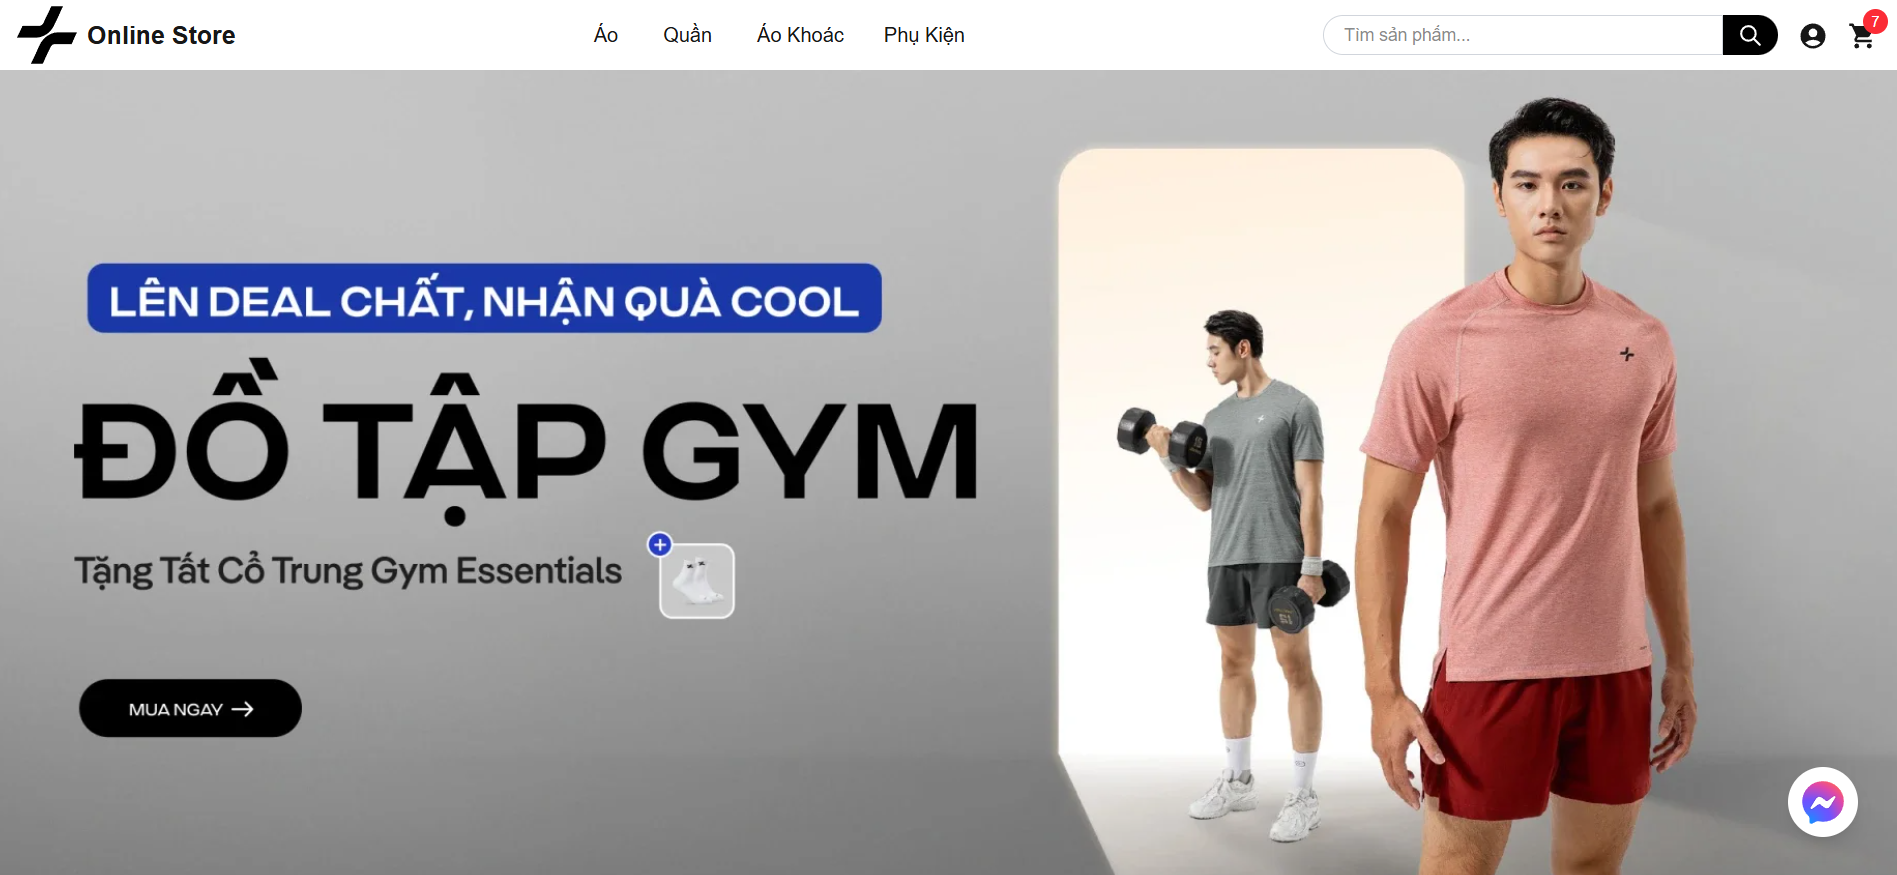 Online Store
Áo
Quần
Áo Khoác
Phụ Kiện
Tìm sản phẩm...
7
LÊN DEAL CHẤT, NHẬN QUÀ COOL
ĐỒ TẬP GYM
Tặng Tất Cổ Trung Gym Essentials
MUA NGAY